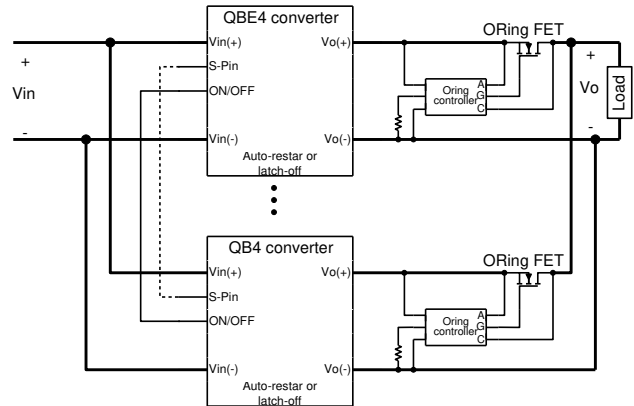 QBE4 converter
ORing FET
Vin(+)
Vo(+)
+
Vin
-
S-Pin
ON/OFF
Oring
controller
A
G
C
+
Vo
-
Load
Vin(-)
Vo(-)
Auto-restar or
latch-off
QB4 converter
ORing FET
Vin(+)
Vo(+)
S-Pin
ON/OFF
Oring
controller
A
G
C
Vin(-)
Vo(-)
Auto-restar or
latch-off